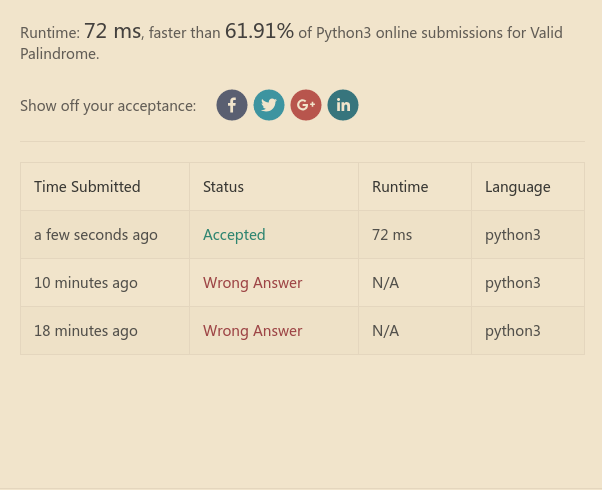 Runtime: 72 ms, faster than 61.91% of Python3 online submissions for Valid
Palindrome.
Show off your acceptance:
f G+ in
Time Submitted Status Runtime Language
a few seconds ago Accepted 72 ms python3
10 minutes ago Wrong Answer N/A python3
18 minutes ago Wrong Answer N/A python3